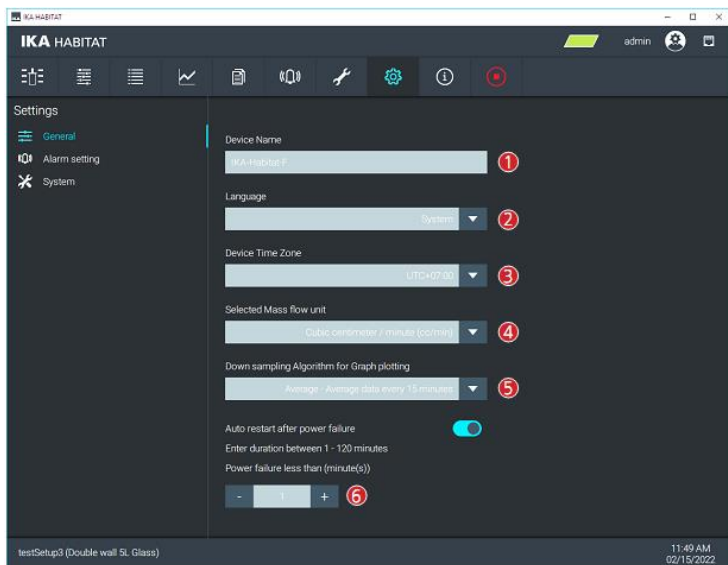 IKA HABITAT
IKA HABITAT
admin
Settings
General
Alarm setting
System
Device Name
IKA-Habitat F
1
Language
System
2
Device Time Zone
UTC+07:00
3
Selected Mass flow unit
Cubic centimeter / minute (cc/min)
4
Down sampling Algorithm for Graph plotting
Average - Average data every 15 minutes
5
Auto restart after power failure
Enter duration between 1 - 120 minutes
Power failure less than (minute(s))
- 1 +
6
testSetup3 (Double wall 5L Glass)
11:49 AM
02/15/2022